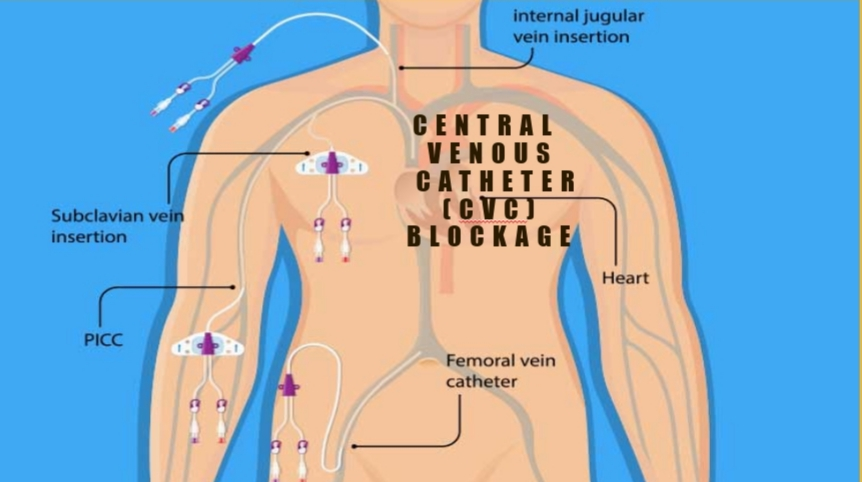 internal jugular
vein insertion
CENTRAL
VENOUS
CATHETER
(CVC)
BLOCKAGE
Subclavian vein
insertion
Heart
PICC
Femoral vein
catheter